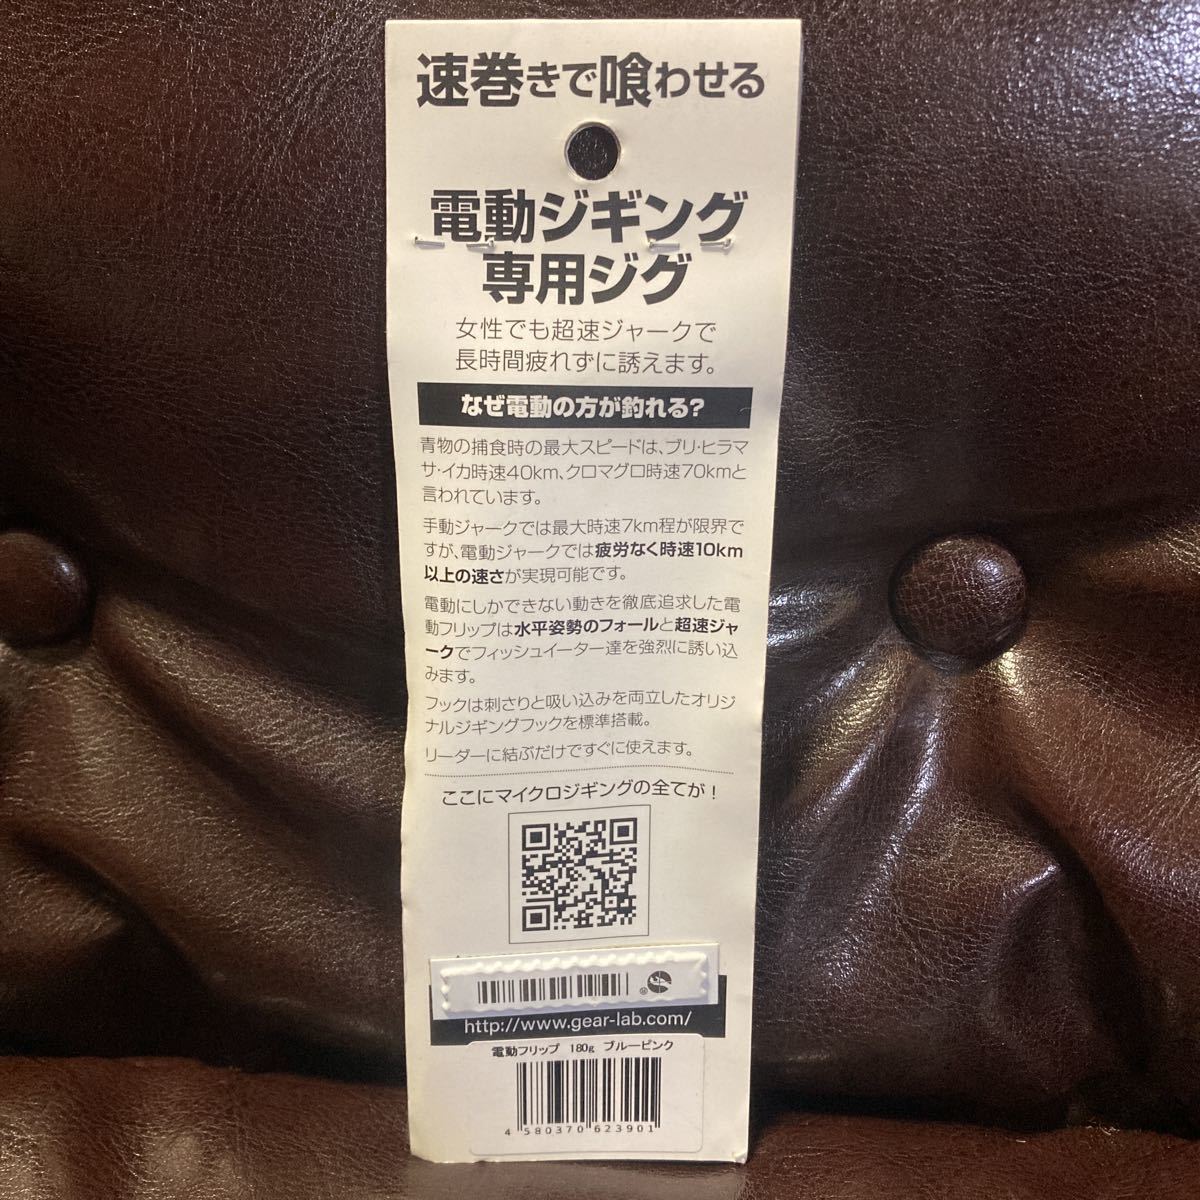 速巻きで喰わせる
電動ジギング
専用ジグ
女性でも超速ジャークで
長時間疲れずに誘えます。
なぜ電動の方が釣れる?
青物の捕食時の最大スピードは、ブリ・ヒラマ
サ・イカ時速40km、クロマグロ時速70kmと
言われています。
手動ジャークでは最大時速7km程が限界で
すが、電動ジャークでは疲労なく時速10km
以上の速さが実現可能です。
電動にしかできない動きを徹底追求した電
動フリップは水平姿勢のフォールと超速ジャ
ークでフィッシュイーター達を強烈に誘い込
みます。
フックは刺さりと吸い込みを両立したオリジ
ナルジギングフックを標準搭載。
リーダーに結ぶだけですぐに使えます。
ここにマイクロジギングの全てが!
®
http://www.gear-lab.com/
電動フリップ 180g ブルーピンク
4 580370 623901